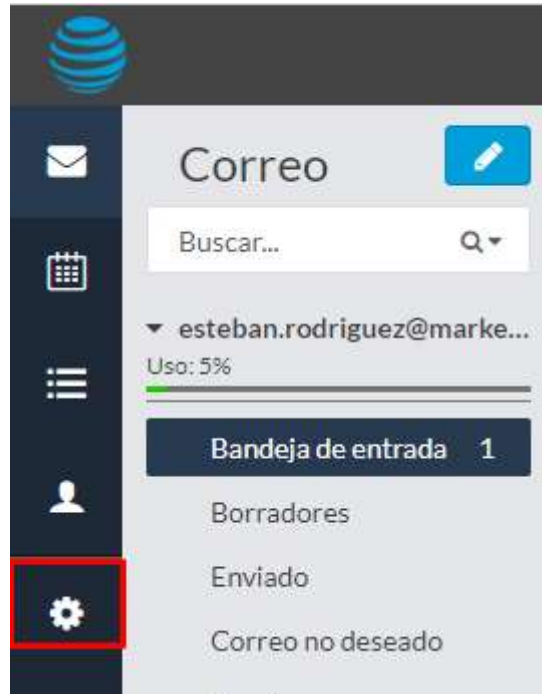 Correo
Buscar...
esteban.rodriguez@marke...
Uso: 5%
Bandeja de entrada 1
Borradores
Enviado
Correo no deseado